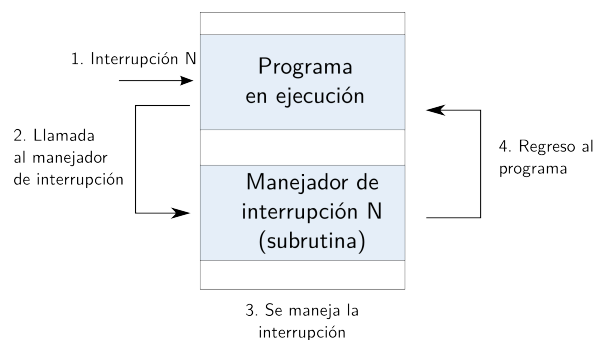 1. Interrupción N
Programa
en ejecución
2. Llamada
al manejador
de interrupción
4. Regreso al
programa
Manejador de
interrupción N
(subrutina)
3. Se maneja la
interrupción